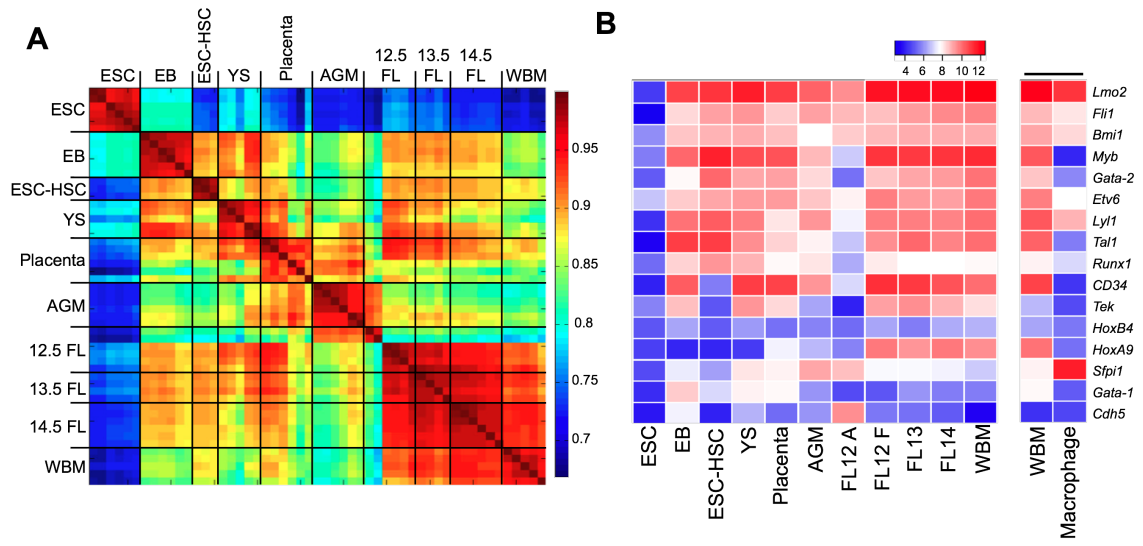 A
ESC
EB
ESC-HSC
YS
Placenta
AGM
12.5
FL
13.5
FL
14.5
FL
WBM
ESC
EB
ESC-HSC
YS
Placenta
AGM
12.5 FL
13.5 FL
14.5 FL
WBM
0.95
0.9
0.85
0.8
0.75
0.7
B
4 6 8 10 12
Lmo2
Fli1
Bmi1
Myb
Gata-2
Etv6
Lyl1
Tal1
Runx1
CD34
Tek
HoxB4
HoxA9
Sfpi1
Gata-1
Cdh5
ESC
EB
ESC-HSC
YS
Placenta
AGM
FL12 A
FL12 F
FL13
FL14
WBM
WBM
Macrophage